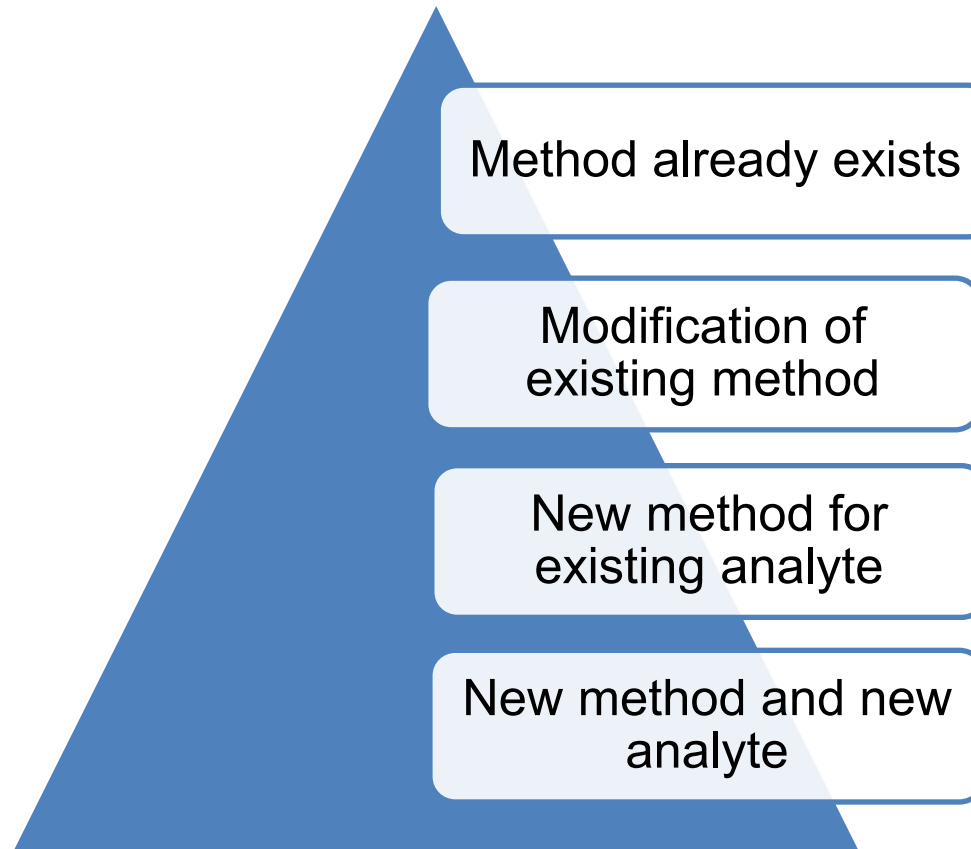 Method already exists
Modification of
existing method
New method for
existing analyte
New method and new
analyte